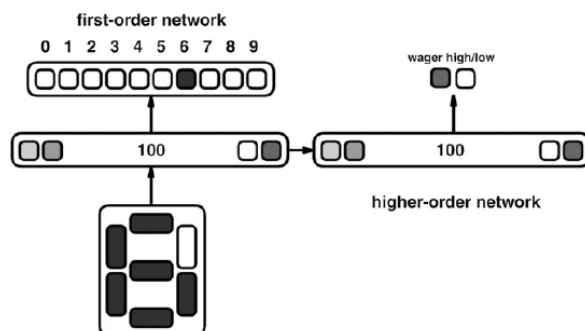 first-order network
0 1 2 3 4 5 6 7 8 9
wager high/low
100
100
higher-order network